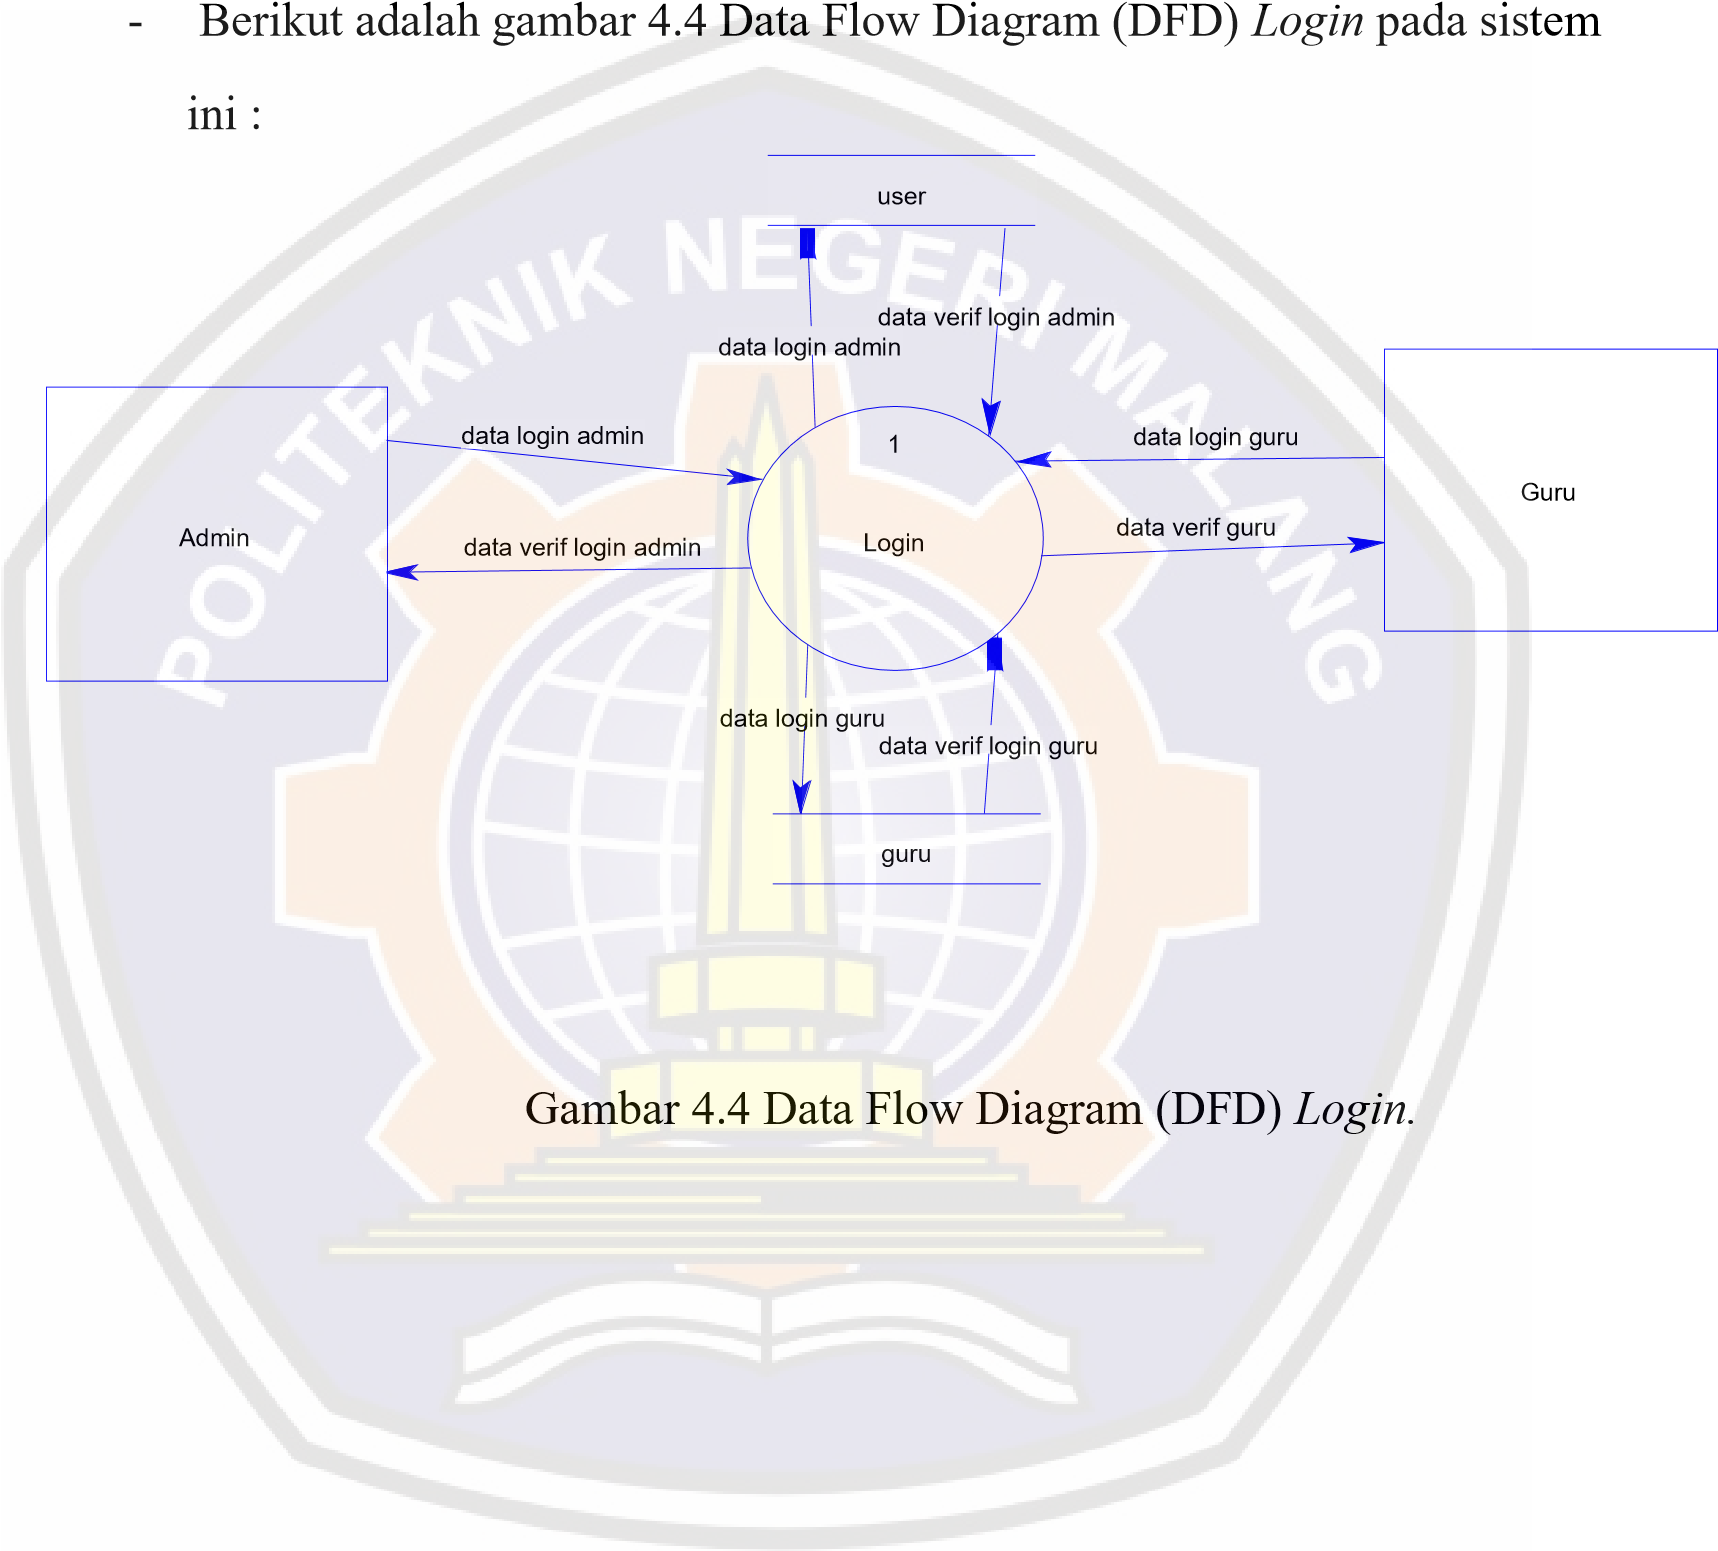 - Berikut adalah gambar 4.4 Data Flow Diagram (DFD) Login pada sistem
ini :
POLITEKNIK NEGERI MALANG
user
data verif login admin
data login admin
data login admin
1
data login guru
Guru
Admin
data verif login admin
Login
data verif guru
data login guru
data verif login guru
guru
Gambar 4.4 Data Flow Diagram (DFD) Login.